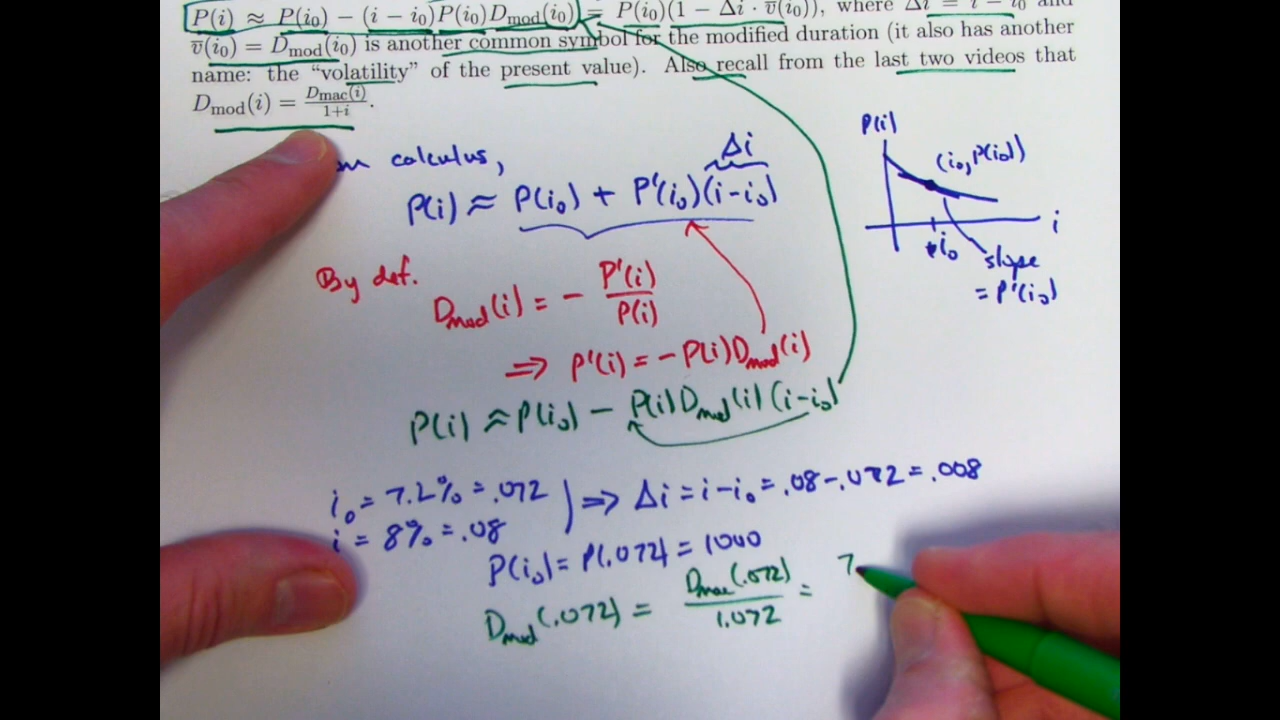 P(i) ≈ P(i₀) − (i − i₀)P(i₀)D_mod(i₀) = P(i₀)(1 − Δi · v̅(i₀)), where Δi = i − i₀ and
v̅(i₀) = D_mod(i₀) is another common symbol for the modified duration (it also has another
name: the “volatility” of the present value). Also recall from the last two videos that
D_mod(i) = D_mac(i)/(1+i).
calculus,
Δi
P(i) ≈ P(i₀) + P'(i₀)(i−i₀)
P(i)
(i₀, P(i₀))
i
i₀
slope
= P'(i₀)
By def.
D_mod(i) = − P'(i)/P(i)
⇒ P'(i) = −P(i)D_mod(i)
P(i) ≈ P(i₀) − P(i)D_mod(i)(i−i₀)
i₀ = 7.2% = .072
i = 8% = .08
⇒ Δi = i−i₀ = .08−.072 = .008
P(i₀) = P(.072) = 1000
D_mod(.072) = D_mac(.072)/1.072 = 7